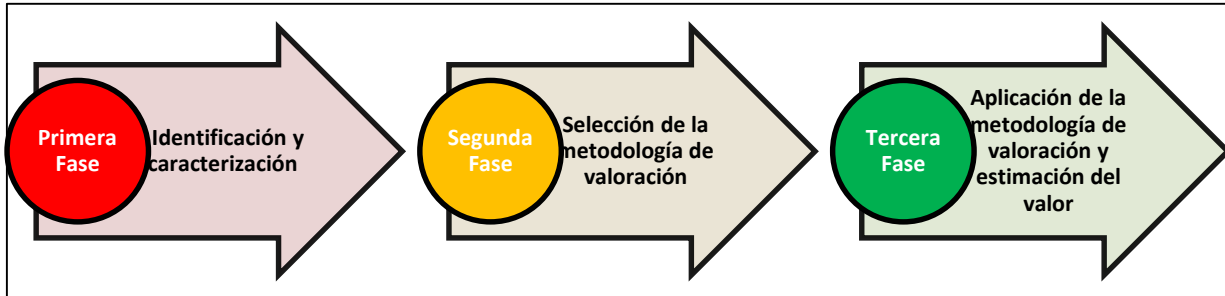 Primera
Fase
Identificación y
caracterización
Segunda
Fase
Selección de la
metodología de
valoración
Tercera
Fase
Aplicación de la
metodología de
valoración y
estimación del
valor